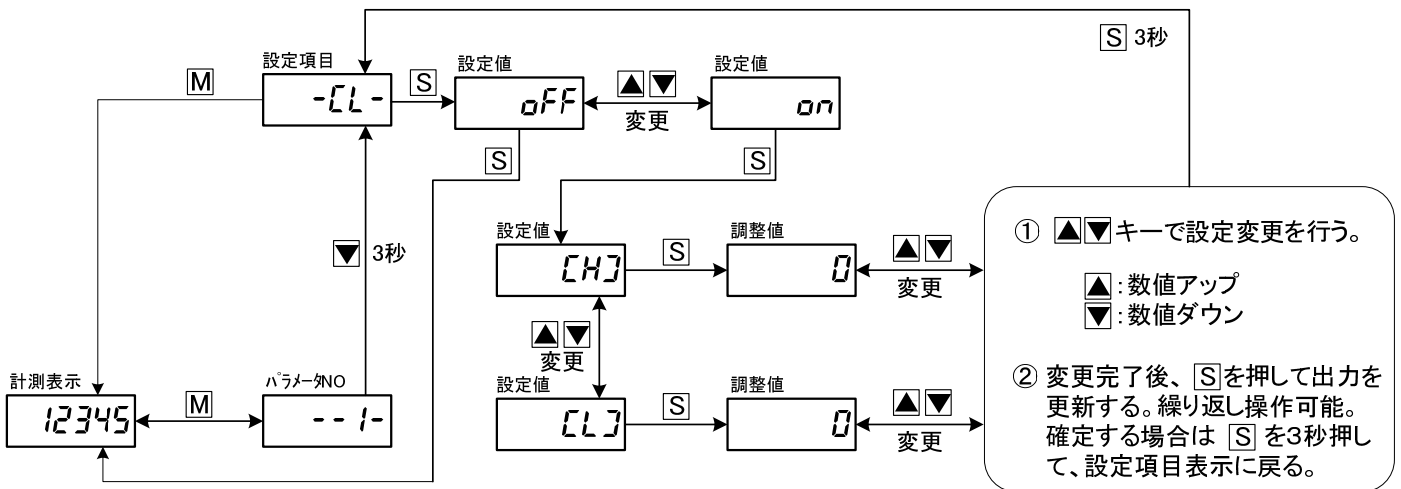 S 3秒
設定項目
設定値
設定値
M
-CL-
S
oFF
▲▼
変更
on
S
S
▼ 3秒
設定値
調整値
[H]
S
0
▲▼
変更
▲▼
変更
設定値
調整値
[L]
S
0
▲▼
変更
計測表示
パラメータNO
12345
M
--1-
① ▲▼キーで設定変更を行う。
▲:数値アップ
▼:数値ダウン
② 変更完了後、Sを押して出力を
更新する。繰り返し操作可能。
確定する場合は S を3秒押し
て、設定項目表示に戻る。